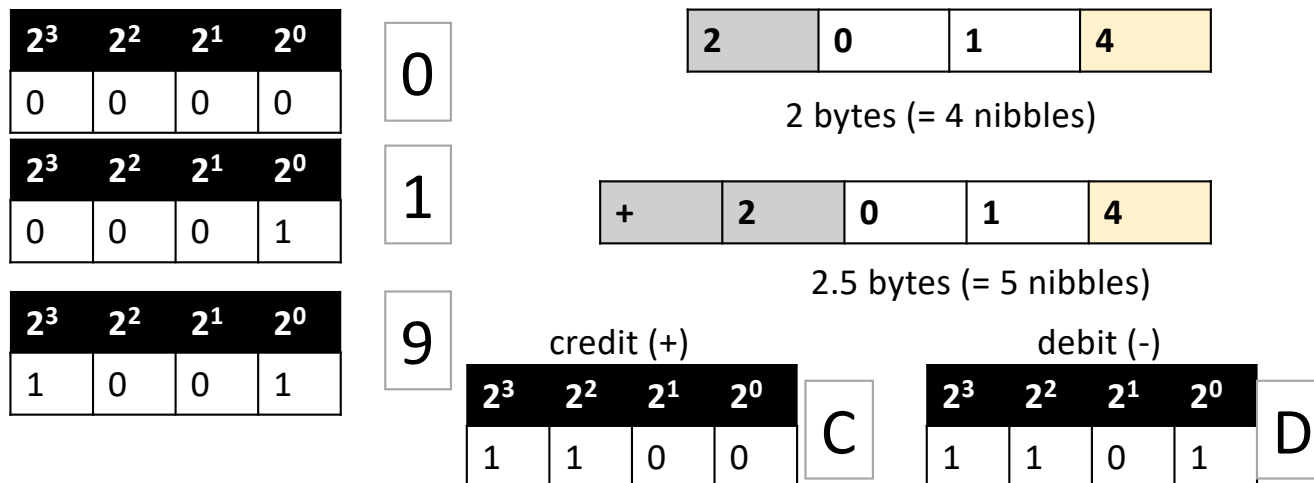 2³ 2² 2¹ 2⁰
0 0 0 0
0
2³ 2² 2¹ 2⁰
0 0 0 1
1
2³ 2² 2¹ 2⁰
1 0 0 1
9
2 0 1 4
2 bytes (= 4 nibbles)
+ 2 0 1 4
2.5 bytes (= 5 nibbles)
credit (+)
2³ 2² 2¹ 2⁰
1 1 0 0
C
debit (-)
2³ 2² 2¹ 2⁰
1 1 0 1
D